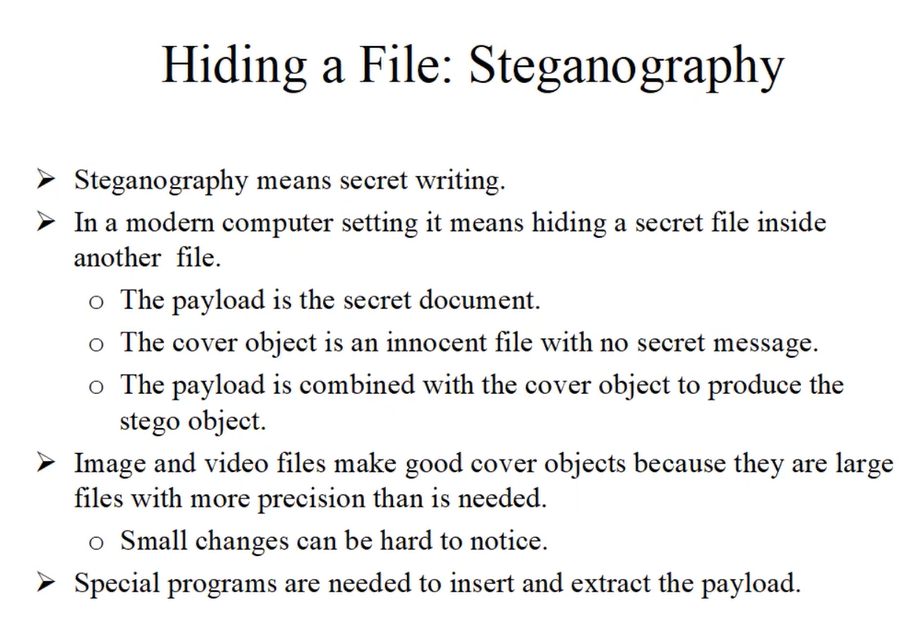 Hiding a File: Steganography
➢ Steganography means secret writing.
➢ In a modern computer setting it means hiding a secret file inside
another file.
o The payload is the secret document.
o The cover object is an innocent file with no secret message.
o The payload is combined with the cover object to produce the
stego object.
➢ Image and video files make good cover objects because they are large
files with more precision than is needed.
o Small changes can be hard to notice.
➢ Special programs are needed to insert and extract the payload.